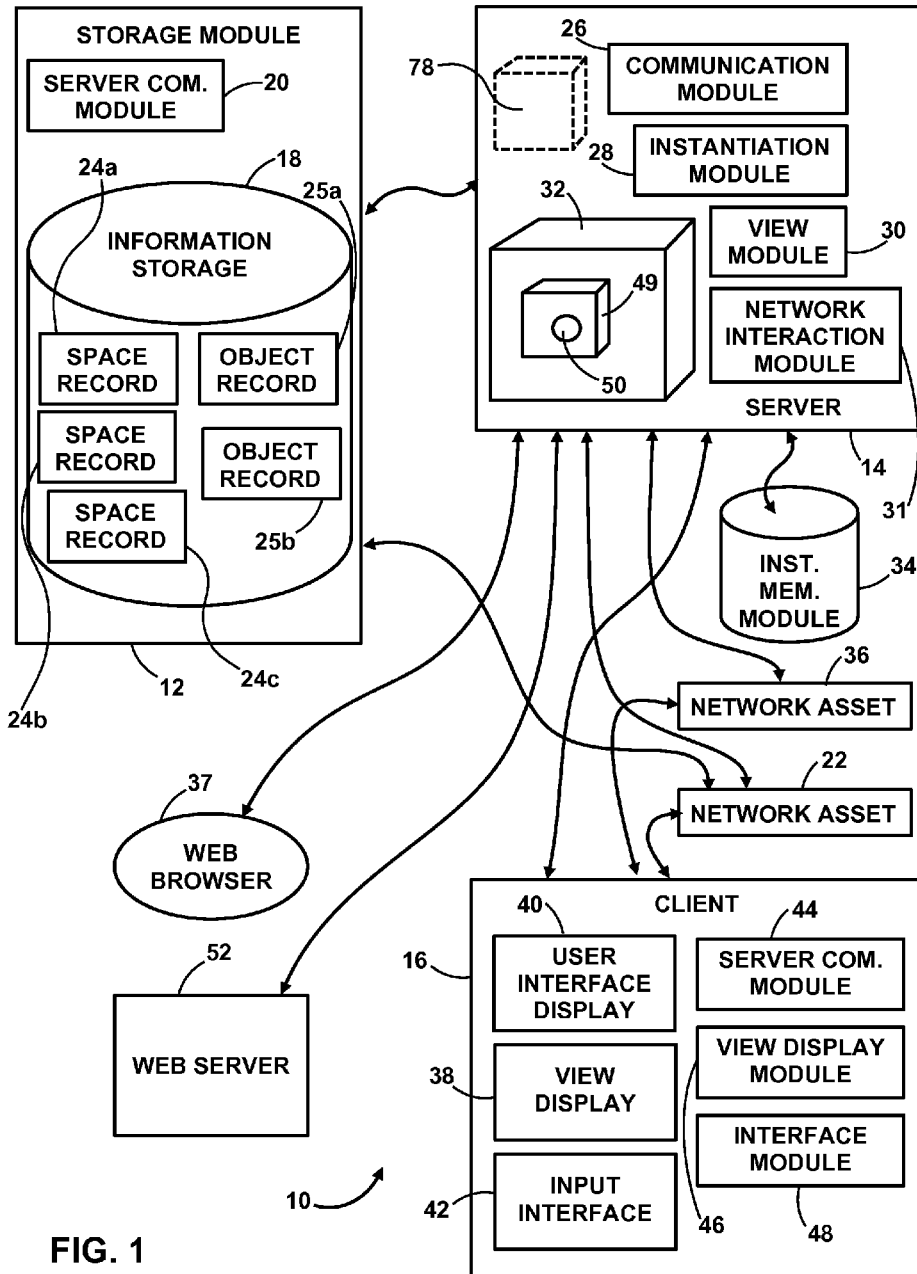 STORAGE MODULE
SERVER COM.
MODULE
20
24a
18
25a
INFORMATION
STORAGE
SPACE
RECORD
OBJECT
RECORD
SPACE
RECORD
OBJECT
RECORD
SPACE
RECORD
25b
24b
12
24c
26
78
COMMUNICATION
MODULE
28
INSTANTIATION
MODULE
32
VIEW
MODULE
30
49
NETWORK
INTERACTION
MODULE
50
SERVER
14
31
INST.
MEM.
MODULE
34
36
NETWORK ASSET
22
NETWORK ASSET
37
WEB
BROWSER
52
WEB SERVER
CLIENT
40
44
16
USER
INTERFACE
DISPLAY
SERVER COM.
MODULE
38
VIEW
DISPLAY
VIEW DISPLAY
MODULE
42
INPUT
INTERFACE
INTERFACE
MODULE
46
48
10
FIG. 1